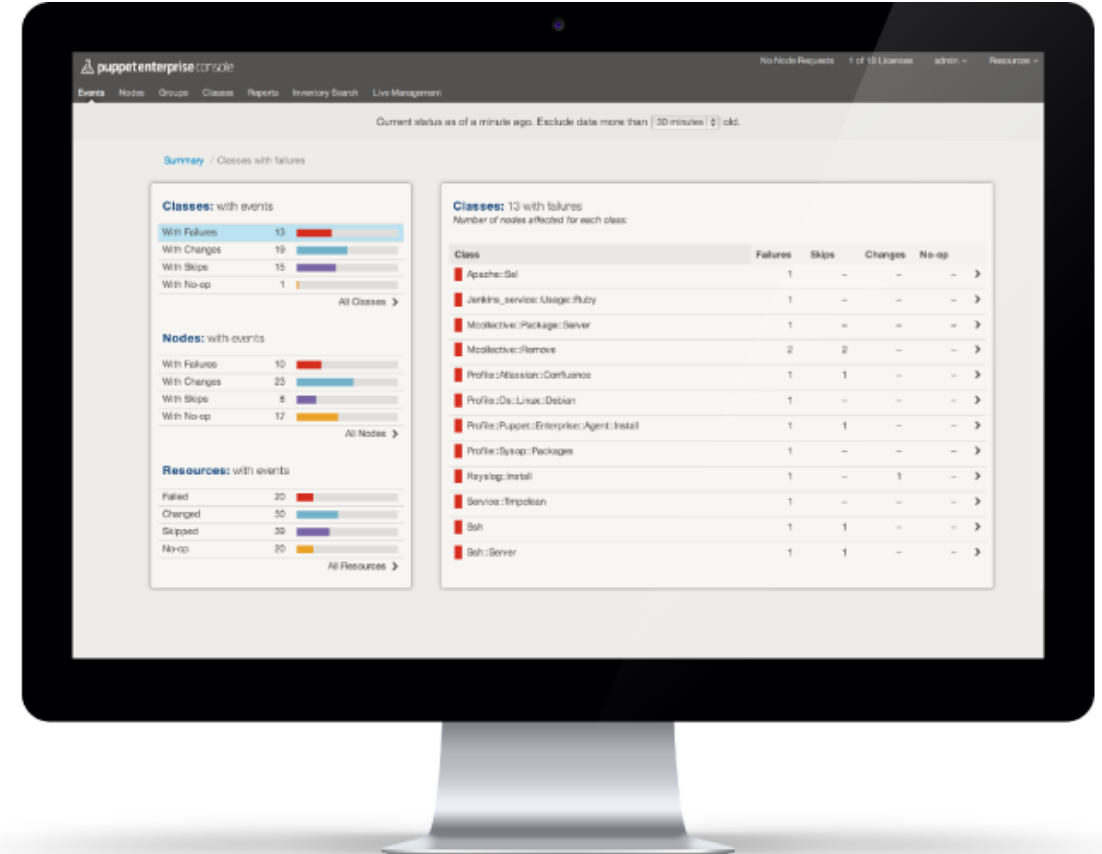 puppet enterprise console
No Node Requests 1 of 10 Licenses admin Resources
Events Nodes Groups Classes Reports Inventory Search Live Management
Current status as of a minute ago. Exclude data more than 30 minutes old.
Summary / Classes with failures
Classes: with events
With Failures 13
With Changes 19
With Skips 15
With No-op 1
All Classes >
Nodes: with events
With Failures 10
With Changes 23
With Skips 8
With No-op 17
All Nodes >
Resources: with events
Failed 20
Changed 50
Skipped 39
No-op 20
All Resources >
Classes: 13 with failures
Number of nodes affected for each class:
Class Failures Skips Changes No-op
Apache::Ssl 1 – – – >
Jenkins_service::Usage::Ruby 1 – – – >
Mcollective::Package::Server 1 – – – >
Mcollective::Remove 2 2 – – >
Profile::Atlassian::Confluence 1 1 – – >
Profile::Os::Linux::Debian 1 – – – >
Profile::Puppet::Enterprise::Agent::Install 1 1 – – >
Profile::Sysop::Packages 1 – – – >
Rsyslog::Install 1 – 1 – >
Service::Tmpclean 1 – – – >
Ssh 1 1 – – >
Ssh::Server 1 1 – – >